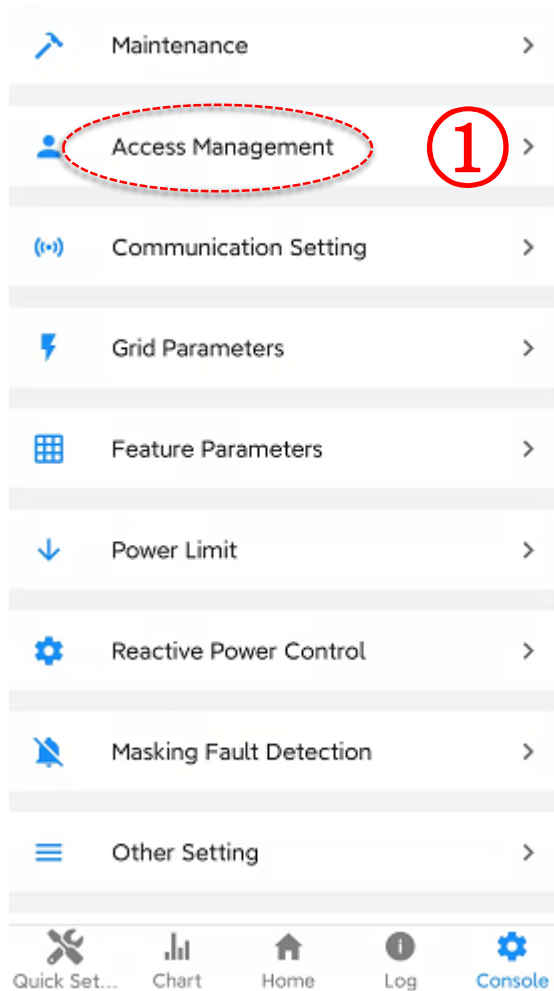 Maintenance
Access Management ①
Communication Setting
Grid Parameters
Feature Parameters
Power Limit
Reactive Power Control
Masking Fault Detection
Other Setting
Quick Set... Chart Home Log Console